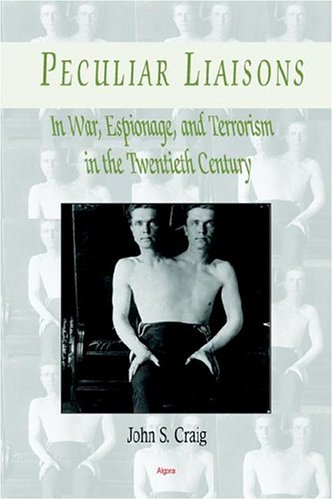 PECULIAR LIAISONS
In War, Espionage, and Terrorism
in the Twentieth Century
John S. Craig
Algora